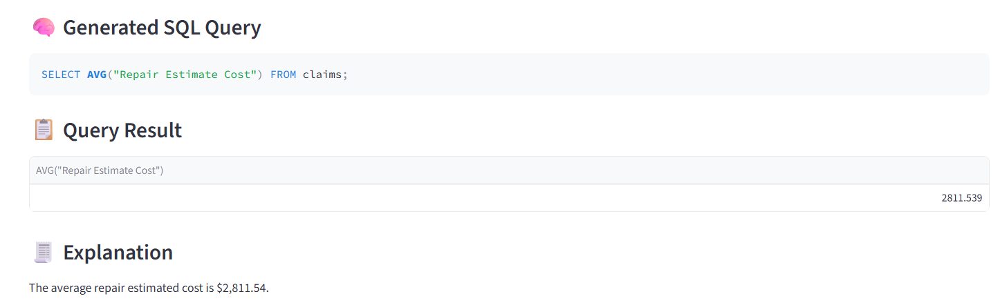 Generated SQL Query
SELECT AVG("Repair Estimate Cost") FROM claims;
Query Result
AVG("Repair Estimate Cost")
2811.539
Explanation
The average repair estimated cost is $2,811.54.